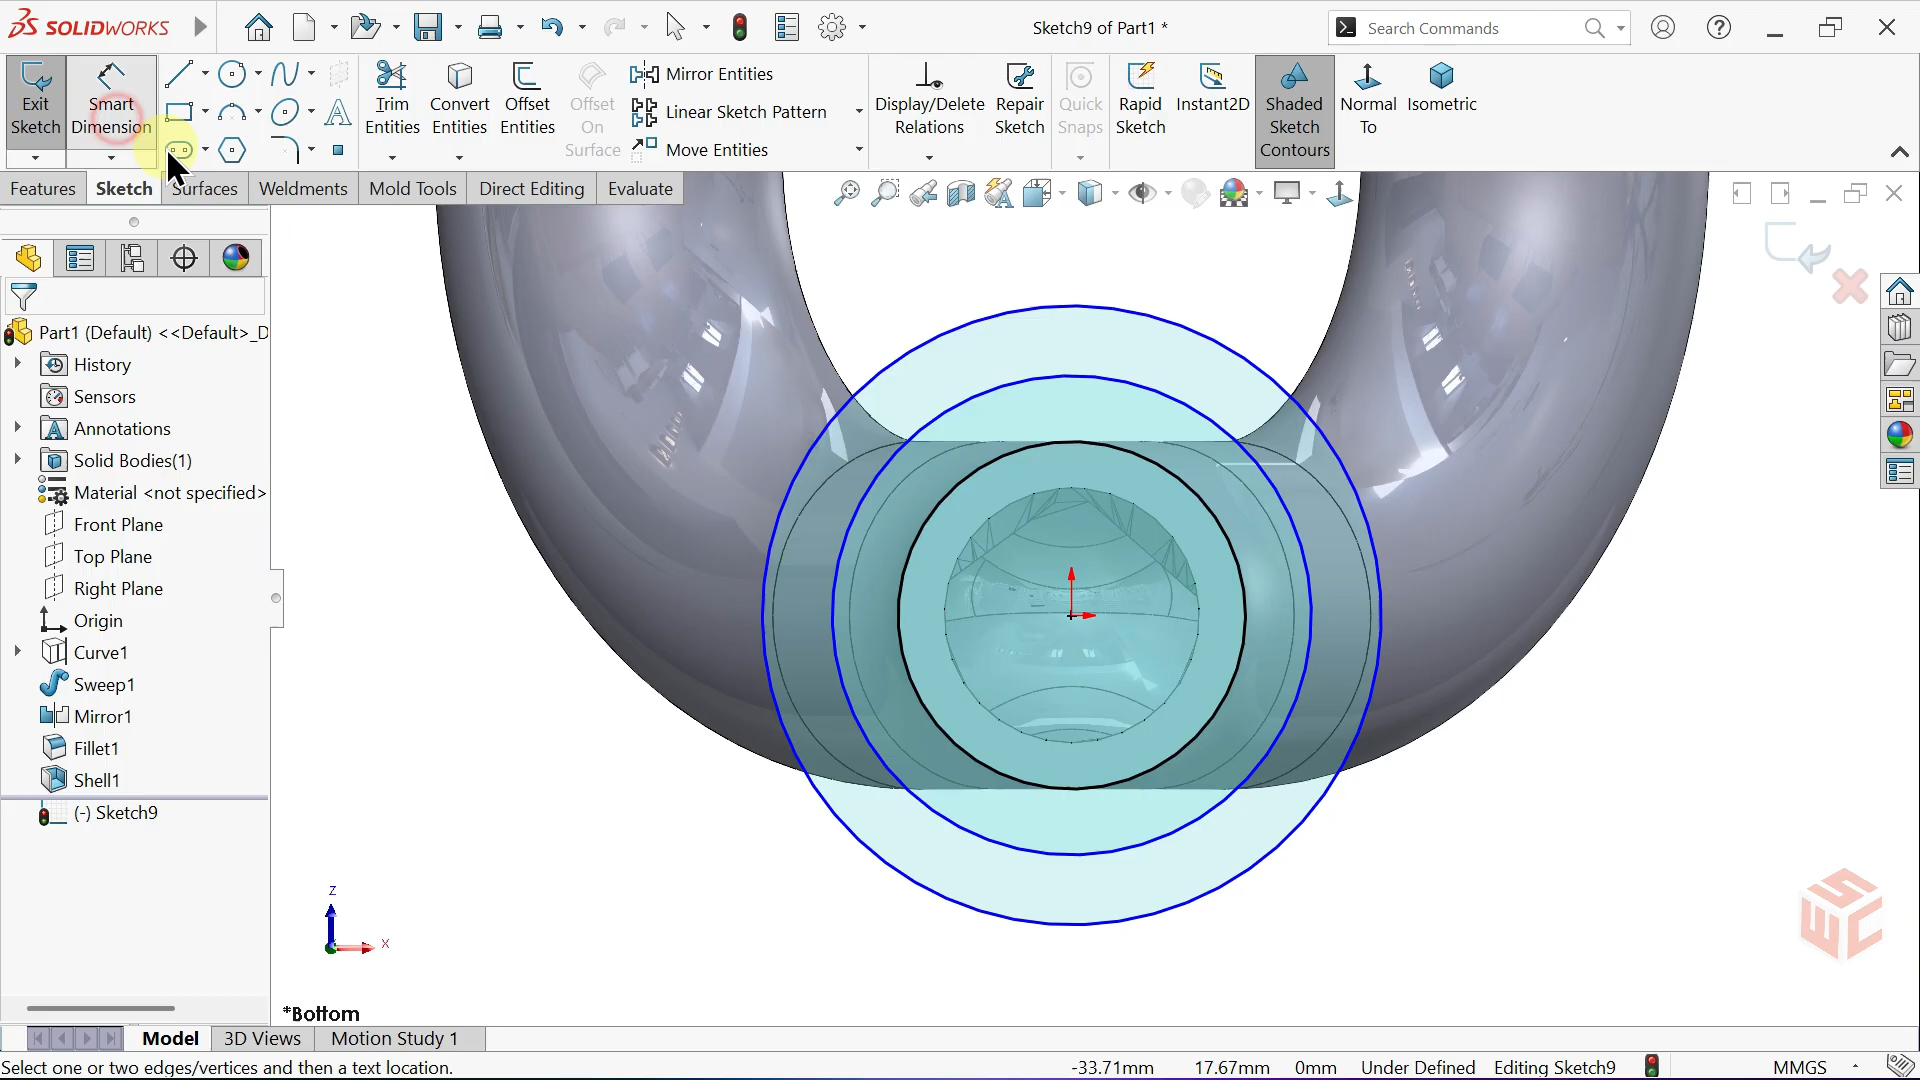 SOLIDWORKS
Sketch9 of Part1 *
Search Commands
Exit Sketch
Smart Dimension
Trim Entities
Convert Entities
Offset Entities
Offset On Surface
Mirror Entities
Linear Sketch Pattern
Move Entities
Display/Delete Relations
Repair Sketch
Quick Snaps
Rapid Sketch
Instant2D
Shaded Sketch Contours
Normal To
Isometric
Features
Sketch
Surfaces
Weldments
Mold Tools
Direct Editing
Evaluate
Part1 (Default) <<Default>_D
History
Sensors
Annotations
Solid Bodies(1)
Material <not specified>
Front Plane
Top Plane
Right Plane
Origin
Curve1
Sweep1
Mirror1
Fillet1
Shell1
(-) Sketch9
Z
X
*Bottom
Model
3D Views
Motion Study 1
Select one or two edges/vertices and then a text location.
-33.71mm
17.67mm
0mm
Under Defined
Editing Sketch9
MMGS